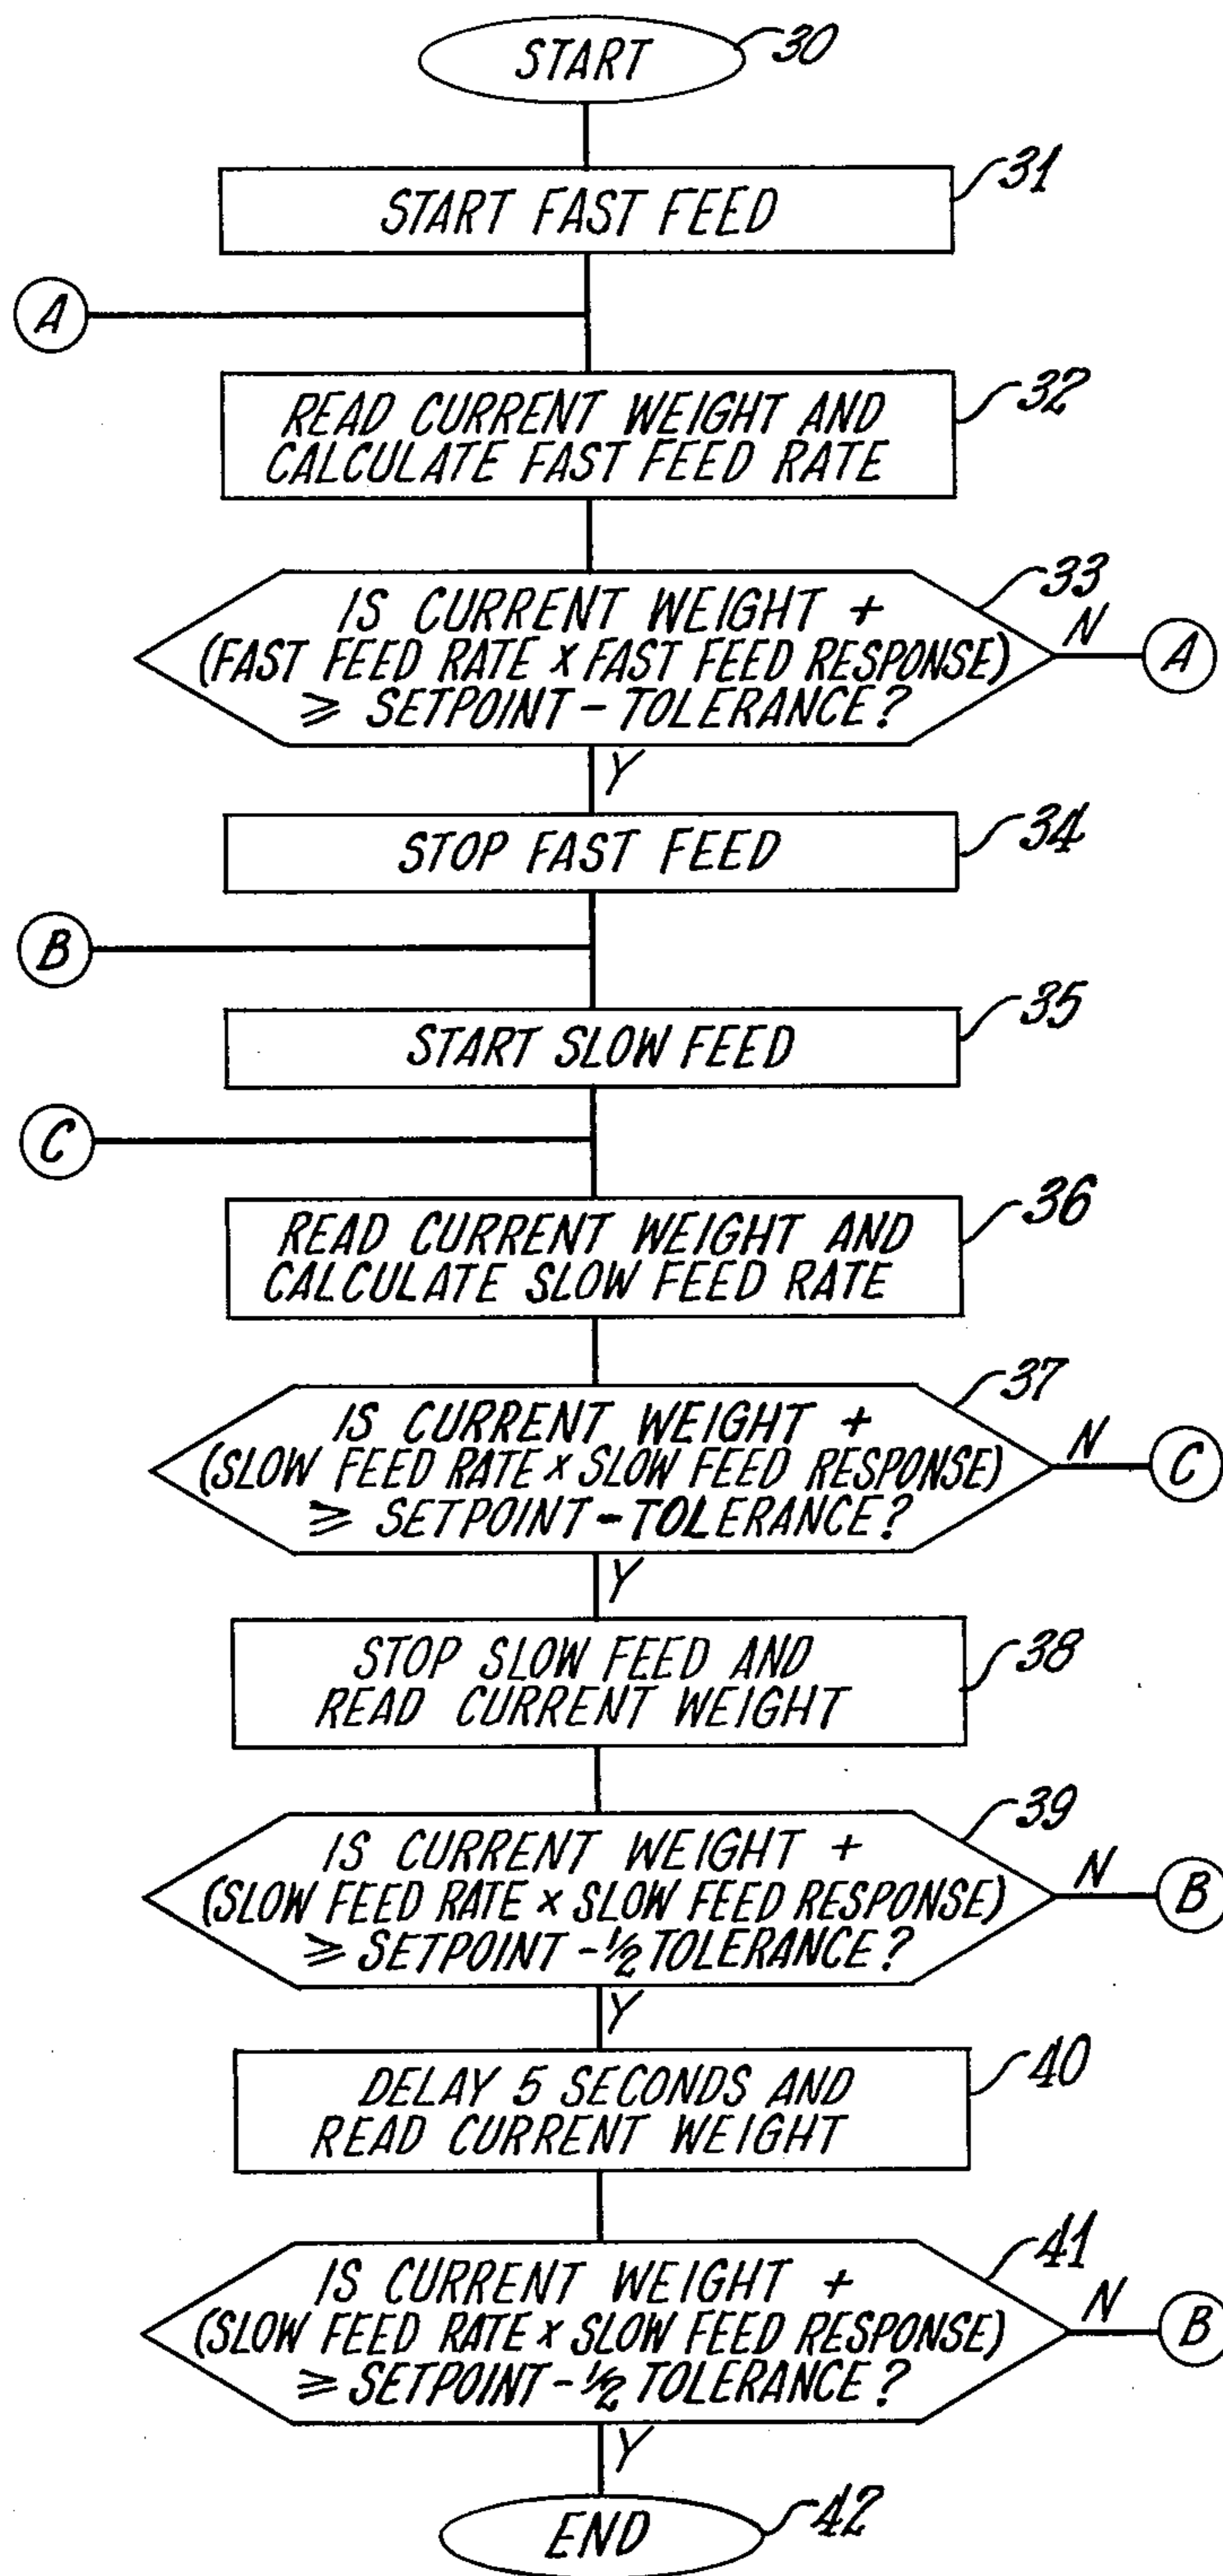 START 30
START FAST FEED 31
A
READ CURRENT WEIGHT AND 32
CALCULATE FAST FEED RATE
IS CURRENT WEIGHT + 33
(FAST FEED RATE x FAST FEED RESPONSE) N A
≥ SETPOINT - TOLERANCE?
Y
STOP FAST FEED 34
B
START SLOW FEED 35
C
READ CURRENT WEIGHT AND 36
CALCULATE SLOW FEED RATE
IS CURRENT WEIGHT + 37
(SLOW FEED RATE x SLOW FEED RESPONSE) N C
≥ SETPOINT - TOLERANCE?
Y
STOP SLOW FEED AND 38
READ CURRENT WEIGHT
IS CURRENT WEIGHT + 39
(SLOW FEED RATE x SLOW FEED RESPONSE) N B
≥ SETPOINT - ½ TOLERANCE?
Y
DELAY 5 SECONDS AND 40
READ CURRENT WEIGHT
IS CURRENT WEIGHT + 41
(SLOW FEED RATE x SLOW FEED RESPONSE) N B
≥ SETPOINT - ½ TOLERANCE?
Y
END 42